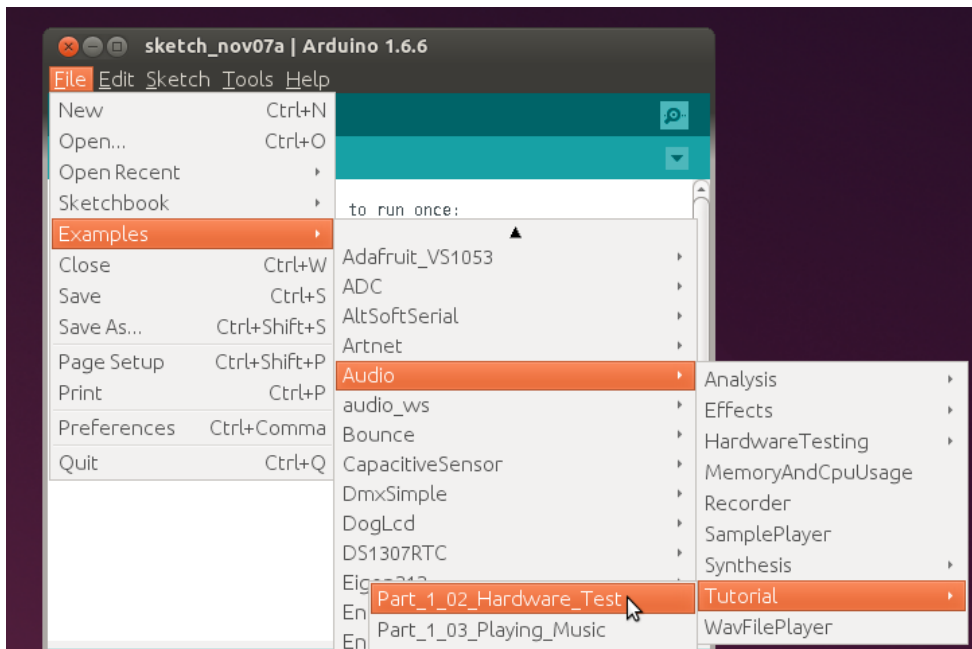 sketch_nov07a | Arduino 1.6.6
File Edit Sketch Tools Help
New Ctrl+N
Open... Ctrl+O
Open Recent
Sketchbook
Examples
Close Ctrl+W
Save Ctrl+S
Save As... Ctrl+Shift+S
Page Setup Ctrl+Shift+P
Print Ctrl+P
Preferences Ctrl+Comma
Quit Ctrl+Q
to run once:
Adafruit_VS1053
ADC
AltSoftSerial
Artnet
Audio
audio_ws
Bounce
CapacitiveSensor
DmxSimple
DogLcd
DS1307RTC
En
En
Analysis
Effects
HardwareTesting
MemoryAndCpuUsage
Recorder
SamplePlayer
Synthesis
Tutorial
WavFilePlayer
Part_1_02_Hardware_Test
Part_1_03_Playing_Music